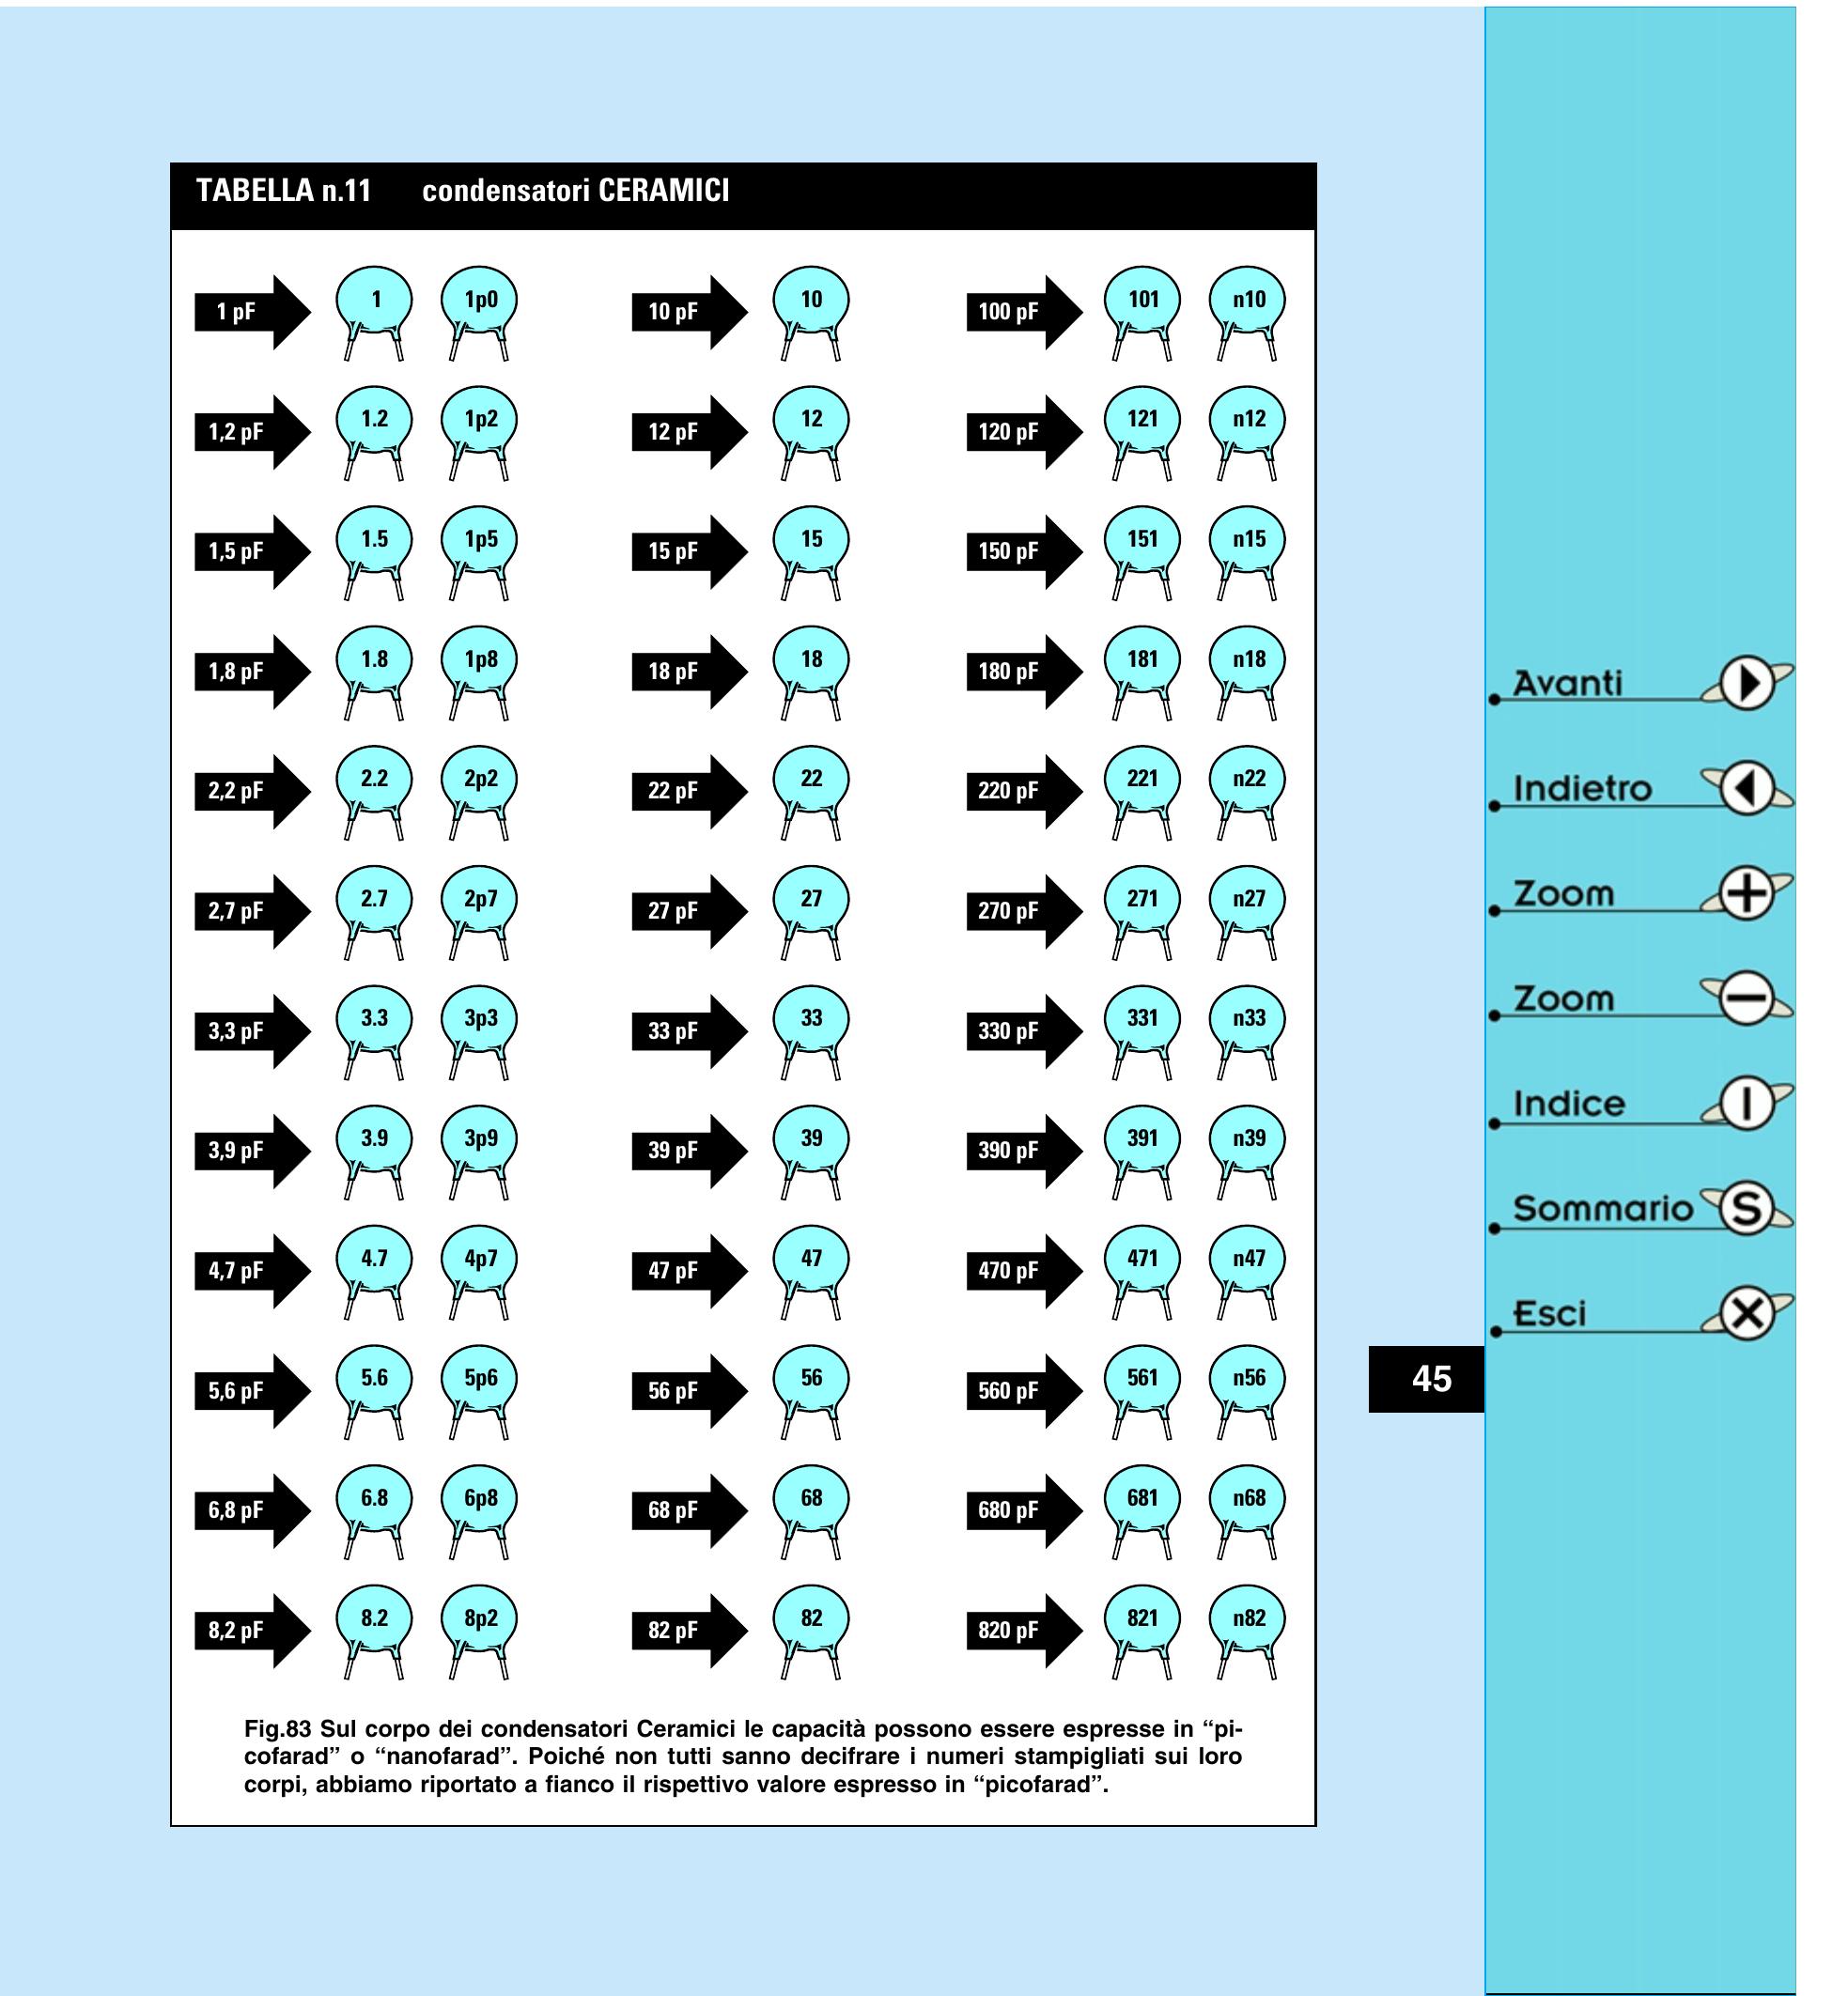 TABELLA n.11 condensatori CERAMICI
1 pF 1 1p0 10 pF 10 100 pF 101 n10
1,2 pF 1.2 1p2 12 pF 12 120 pF 121 n12
1,5 pF 1.5 1p5 15 pF 15 150 pF 151 n15
1,8 pF 1.8 1p8 18 pF 18 180 pF 181 n18
2,2 pF 2.2 2p2 22 pF 22 220 pF 221 n22
2,7 pF 2.7 2p7 27 pF 27 270 pF 271 n27
3,3 pF 3.3 3p3 33 pF 33 330 pF 331 n33
3,9 pF 3.9 3p9 39 pF 39 390 pF 391 n39
4,7 pF 4.7 4p7 47 pF 47 470 pF 471 n47
5,6 pF 5.6 5p6 56 pF 56 560 pF 561 n56
6,8 pF 6.8 6p8 68 pF 68 680 pF 681 n68
8,2 pF 8.2 8p2 82 pF 82 820 pF 821 n82
Fig.83 Sul corpo dei condensatori Ceramici le capacità possono essere espresse in “pi-
cofarad” o “nanofarad”. Poiché non tutti sanno decifrare i numeri stampigliati sui loro
corpi, abbiamo riportato a fianco il rispettivo valore espresso in “picofarad”.
45
Avanti
Indietro
Zoom +
Zoom −
Indice I
Sommario S
Esci X